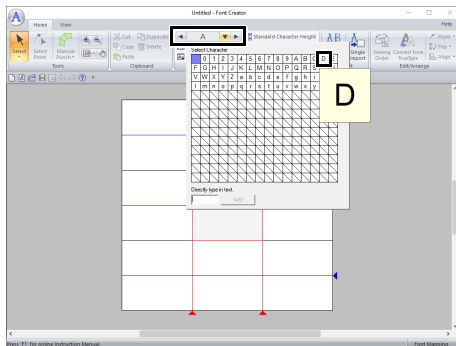 Untitled - Font Creator
Home View Help
Select
Select Point
Manual Punch
Tools
Cut Duplicate
Copy Delete
Paste
Clipboard
A
Standard Character Height
Single
Import
Sewing Order
Convert from TrueType
Point
Flip
Align
Edit/Arrange
Select Character
0 1 2 3 4 5 6 7 8 9 A B C D E
F G H I J K L M N O P Q R S
V W X Y Z a b c d e f g h i
l m n o p q r s t u v w x y
D
Directly type in text.
Add
Press 'F1' for online Instruction Manual. Font Mapping